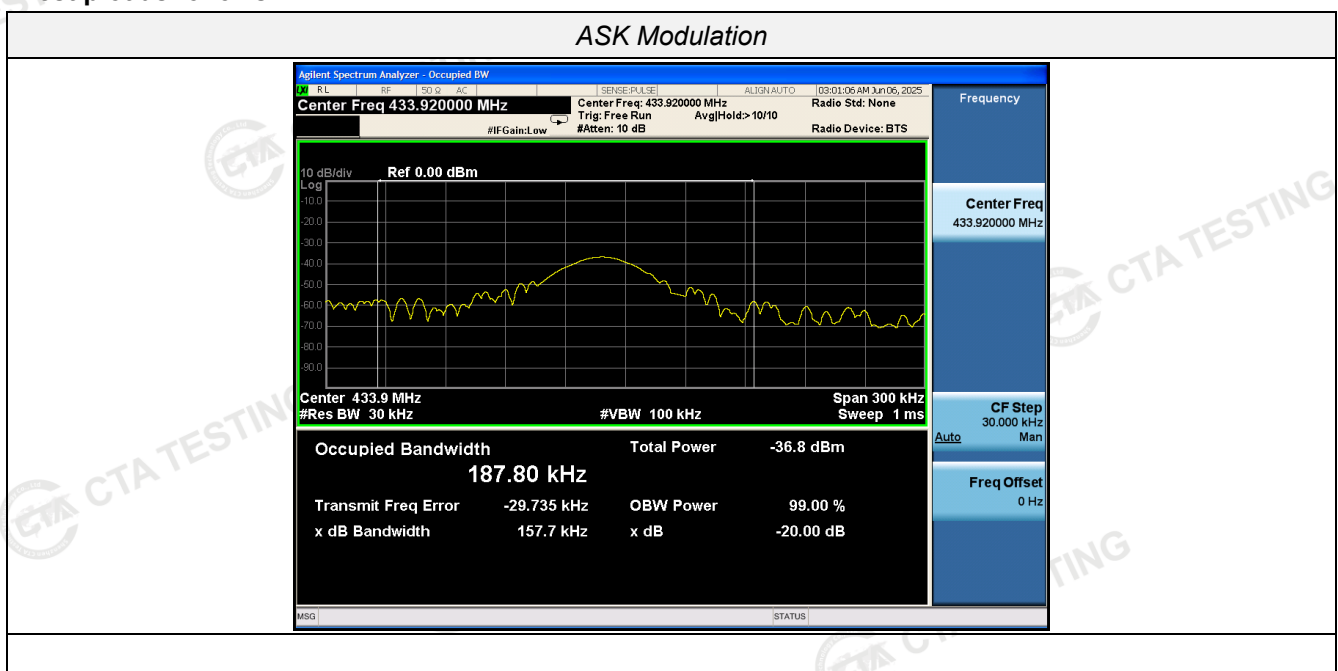 ASK Modulation
Agilent Spectrum Analyzer - Occupied BW
LXI RL RF 50 Ω AC SENSE:PULSE ALIGN AUTO 03:01:06 AM Jun 06, 2025
Center Freq 433.920000 MHz
Center Freq: 433.920000 MHz Radio Std: None
Trig: Free Run Avg|Hold:>10/10
#IFGain:Low #Atten: 10 dB Radio Device: BTS
10 dB/div Ref 0.00 dBm
Log
-10.0
-20.0
-30.0
-40.0
-50.0
-60.0
-70.0
-80.0
-90.0
Center 433.9 MHz Span 300 kHz
#Res BW 30 kHz #VBW 100 kHz Sweep 1 ms
Occupied Bandwidth Total Power -36.8 dBm
187.80 kHz
Transmit Freq Error -29.735 kHz OBW Power 99.00 %
x dB Bandwidth 157.7 kHz x dB -20.00 dB
MSG STATUS
Frequency
Center Freq
433.920000 MHz
CF Step
30.000 kHz
Auto Man
Freq Offset
0 Hz
CTA TESTING
CTA TESTING
CTA
TING